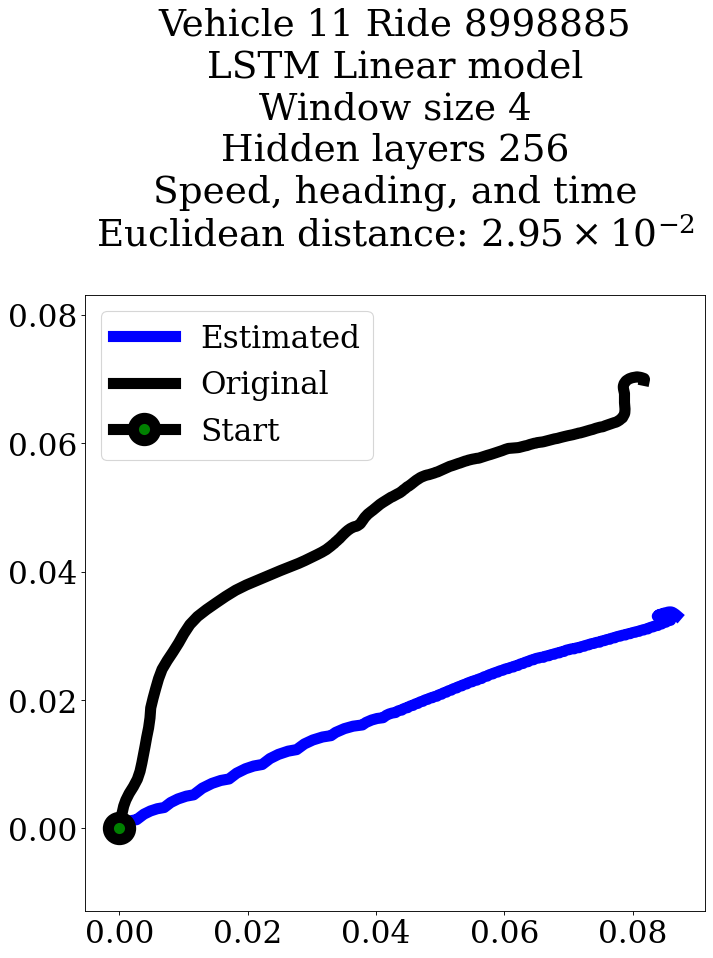 Vehicle 11 Ride 8998885
LSTM Linear model
Window size 4
Hidden layers 256
Speed, heading, and time
Euclidean distance: 2.95 × 10⁻²
Estimated
Original
Start
0.08
0.06
0.04
0.02
0.00
0.00 0.02 0.04 0.06 0.08